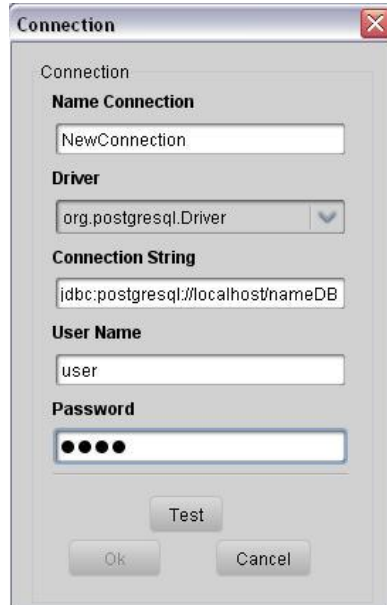 Connection
Connection
Name Connection
NewConnection
Driver
org.postgresql.Driver
Connection String
jdbc:postgresql://localhost/nameDB
User Name
user
Password
●●●●
Test
Ok
Cancel